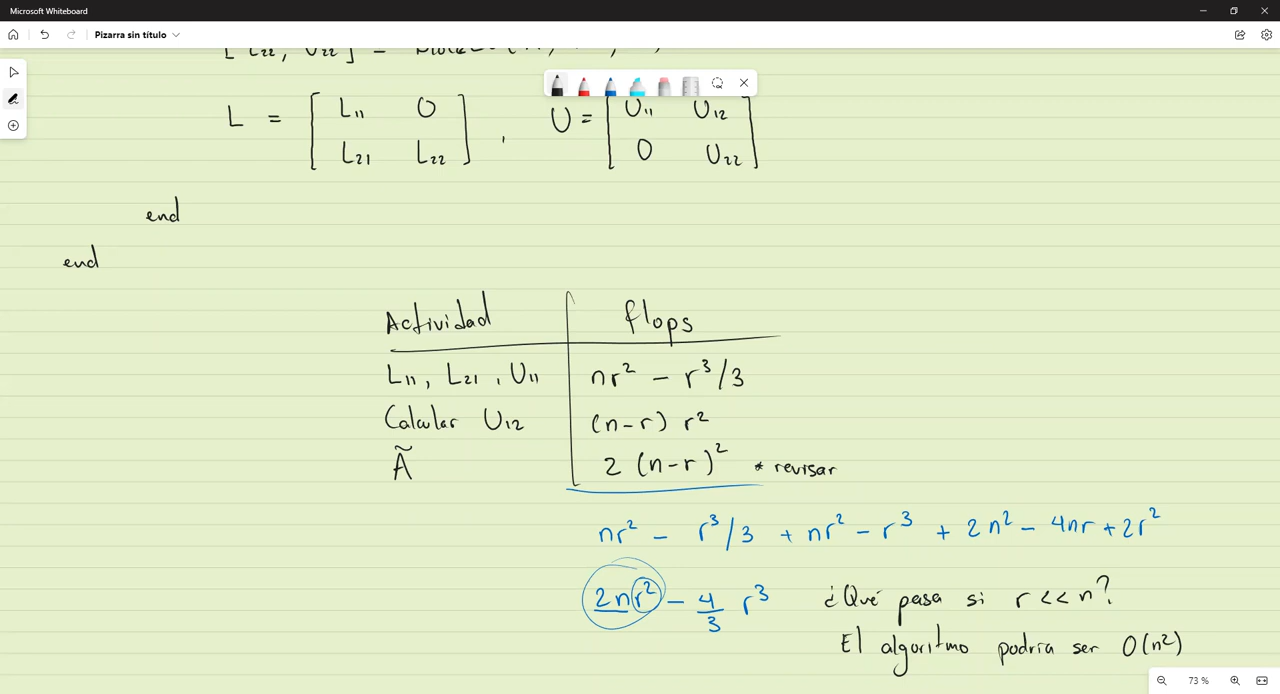 Microsoft Whiteboard
Pizarra sin título
[ L₂₂, U₂₂ ] =
L = [ L₁₁ 0
L₂₁ L₂₂ ] , U = [ U₁₁ U₁₂
0 U₂₂ ]
end
end
Actividad | flops
L₁₁, L₂₁, U₁₁ | nr² - r³/3
Calcular U₁₂ | (n-r) r²
Ã | 2 (n-r)² * revisar
nr² - r³/3 + nr² - r³ + 2n² - 4nr + 2r²
2nr² - 4/3 r³ ¿Qué pasa si r << n?
El algoritmo podría ser O(n²)
73 %